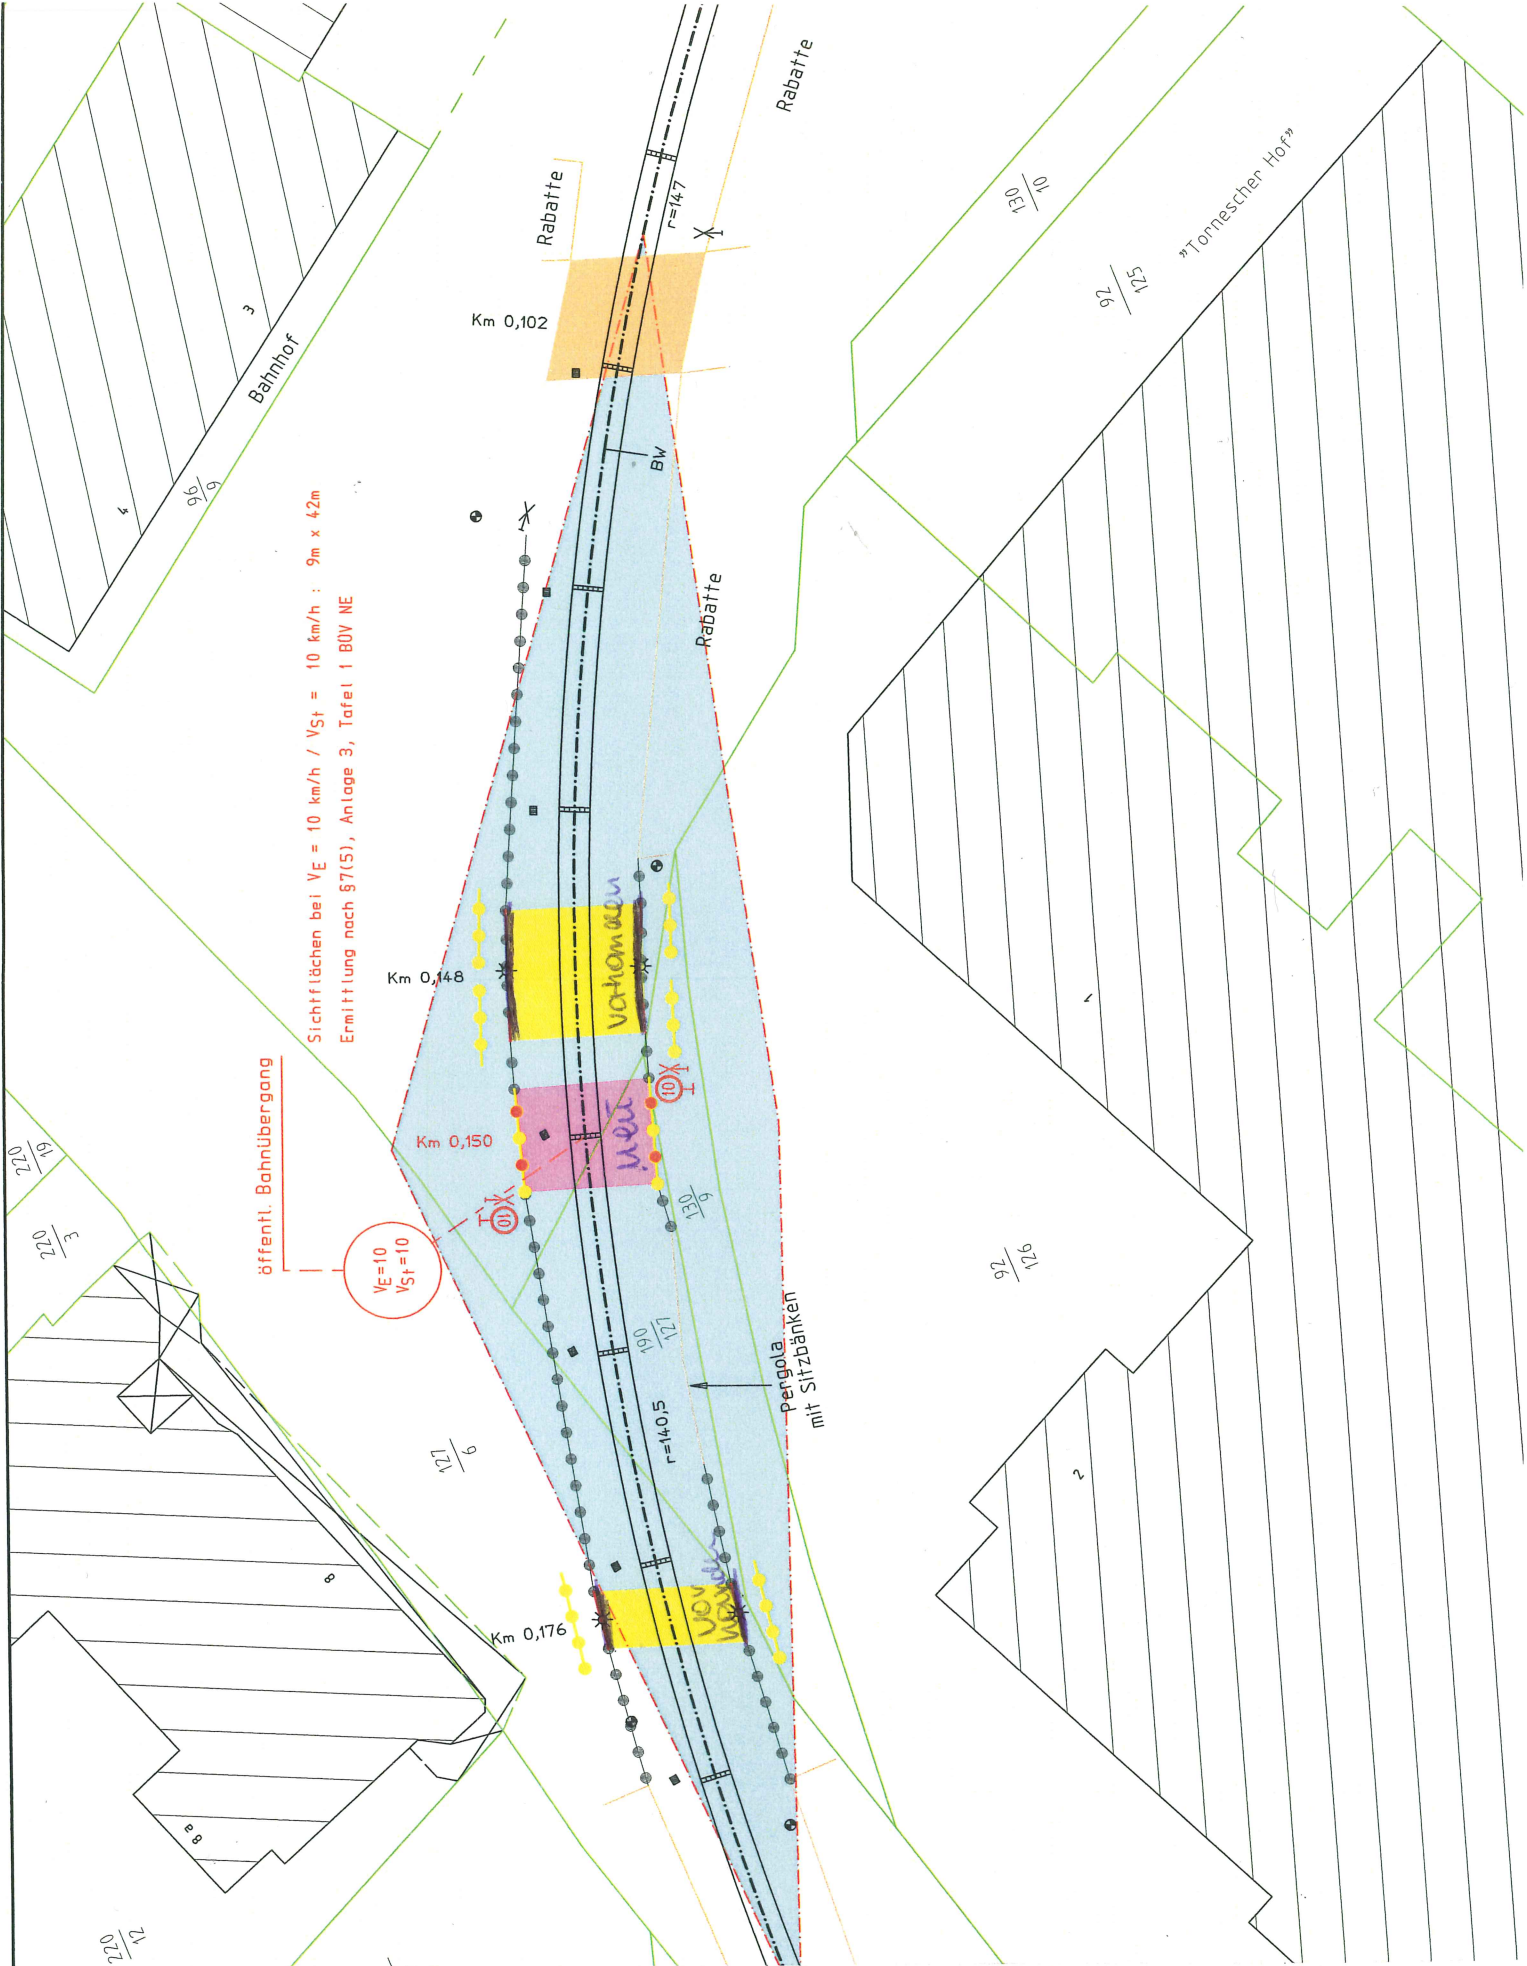 Rabatte
Rabatte
r=147
130
10
"Tornescher Hof"
92
125
3
Bahnhof
Km 0,102
4
96
9
BW
Sichtflächen bei VE = 10 km/h / VSt = 10 km/h : 9m x 42m
Ermittlung nach §7(5), Anlage 3, Tafel 1 BÜV NE
Rabatte
vorhanden
Km 0,148
1
öffentl. Bahnübergang
Km 0,150
Neu
10
10
220
19
220
3
VE=10
VSt=10
130
9
92
126
190
127
Pergola
mit Sitzbänken
r=140,5
127
6
2
8
Km 0,176
vor
handen
8a
220
12